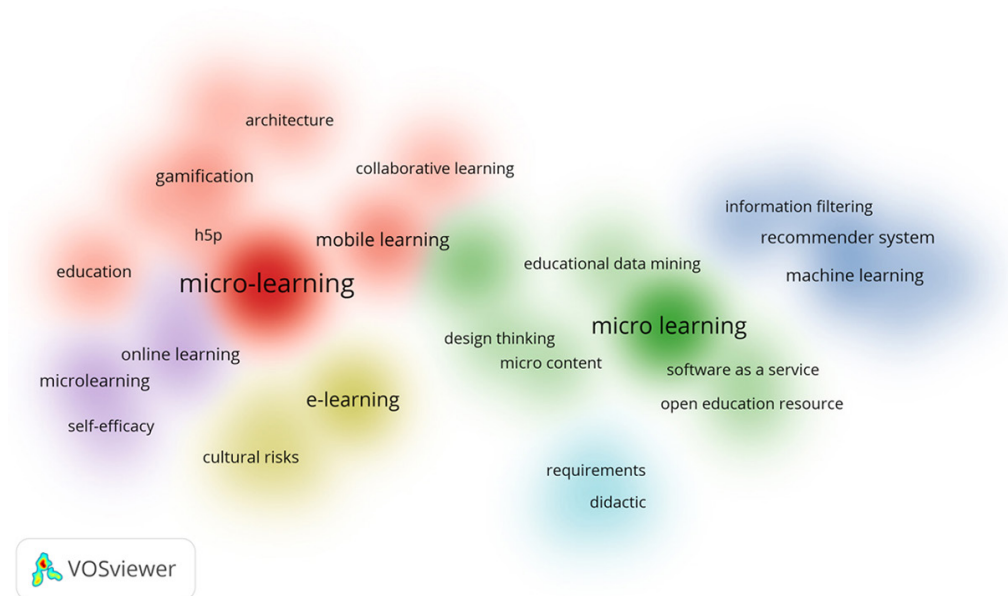 architecture
collaborative learning
gamification
information filtering
h5p
mobile learning
recommender system
education
educational data mining
machine learning
micro-learning
micro learning
design thinking
online learning
micro content
software as a service
microlearning
e-learning
open education resource
self-efficacy
cultural risks
requirements
didactic
VOSviewer